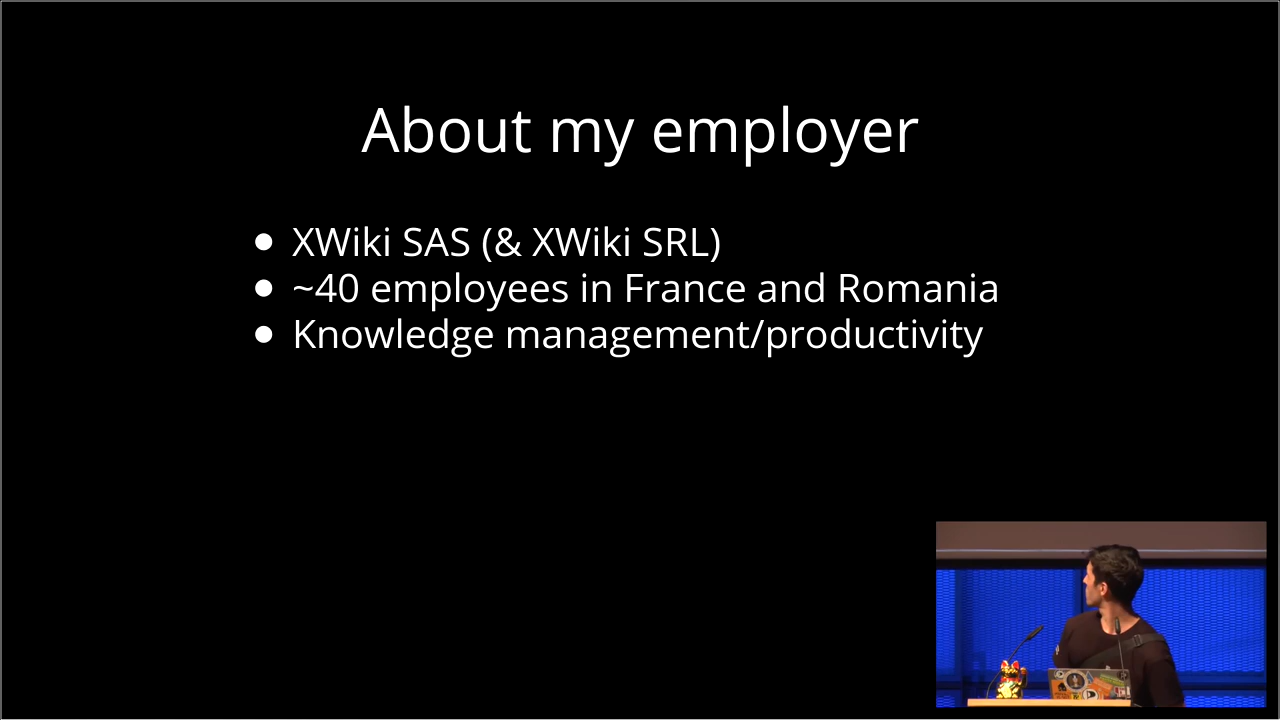 About my employer
XWiki SAS (& XWiki SRL)
~40 employees in France and Romania
Knowledge management/productivity